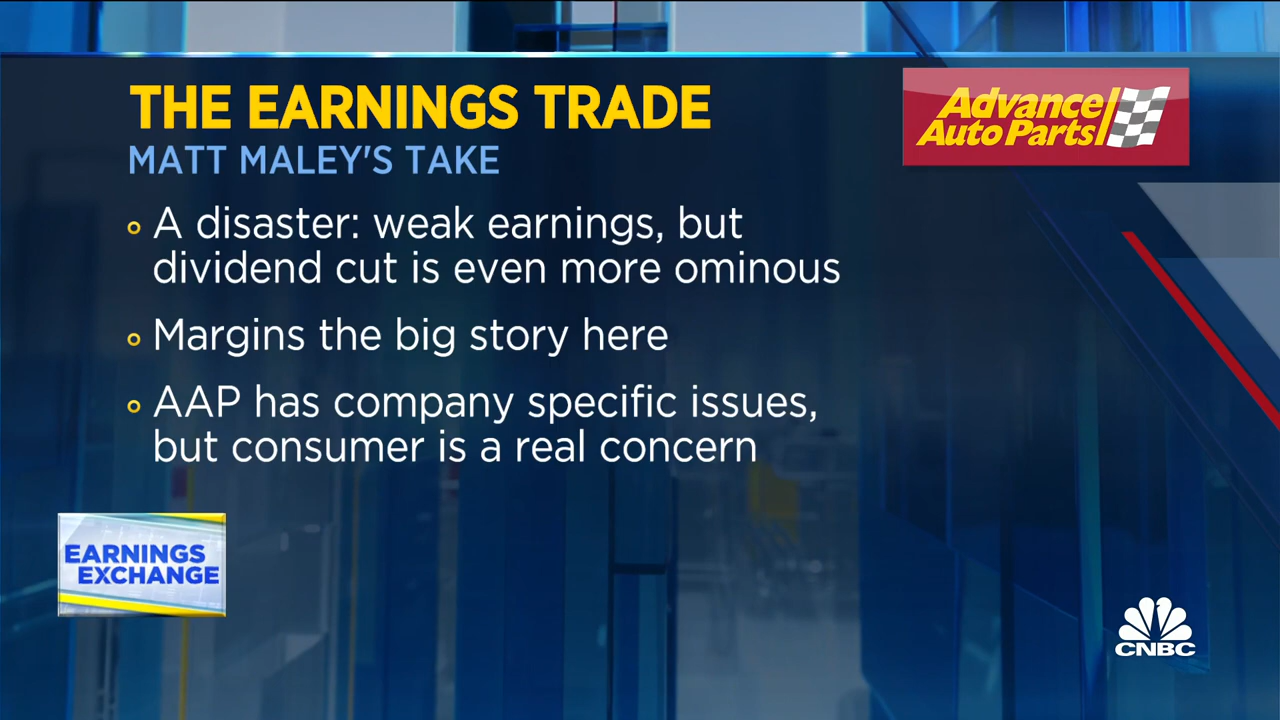 THE EARNINGS TRADE
MATT MALEY'S TAKE
Advance
Auto Parts
A disaster: weak earnings, but
dividend cut is even more ominous
Margins the big story here
AAP has company specific issues,
but consumer is a real concern
EARNINGS
EXCHANGE
CNBC